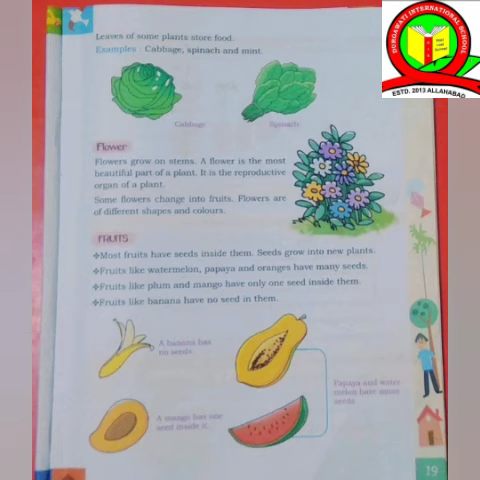 Leaves of some plants store food.
Examples : Cabbage, spinach and mint.
Cabbage
Spinach
Flower
Flowers grow on stems. A flower is the most
beautiful part of a plant. It is the reproductive
organ of a plant.
Some flowers change into fruits. Flowers are
of different shapes and colours.
FRUITS
❖Most fruits have seeds inside them. Seeds grow into new plants.
❖Fruits like watermelon, papaya and oranges have many seeds.
❖Fruits like plum and mango have only one seed inside them.
❖Fruits like banana have no seed in them.
A banana has
no seeds
Papaya and water-
melon have many
seeds
A mango has one
seed inside it.
19
DURGAWATI INTERNATIONAL SCHOOL
ESTD. 2013 ALLAHABAD